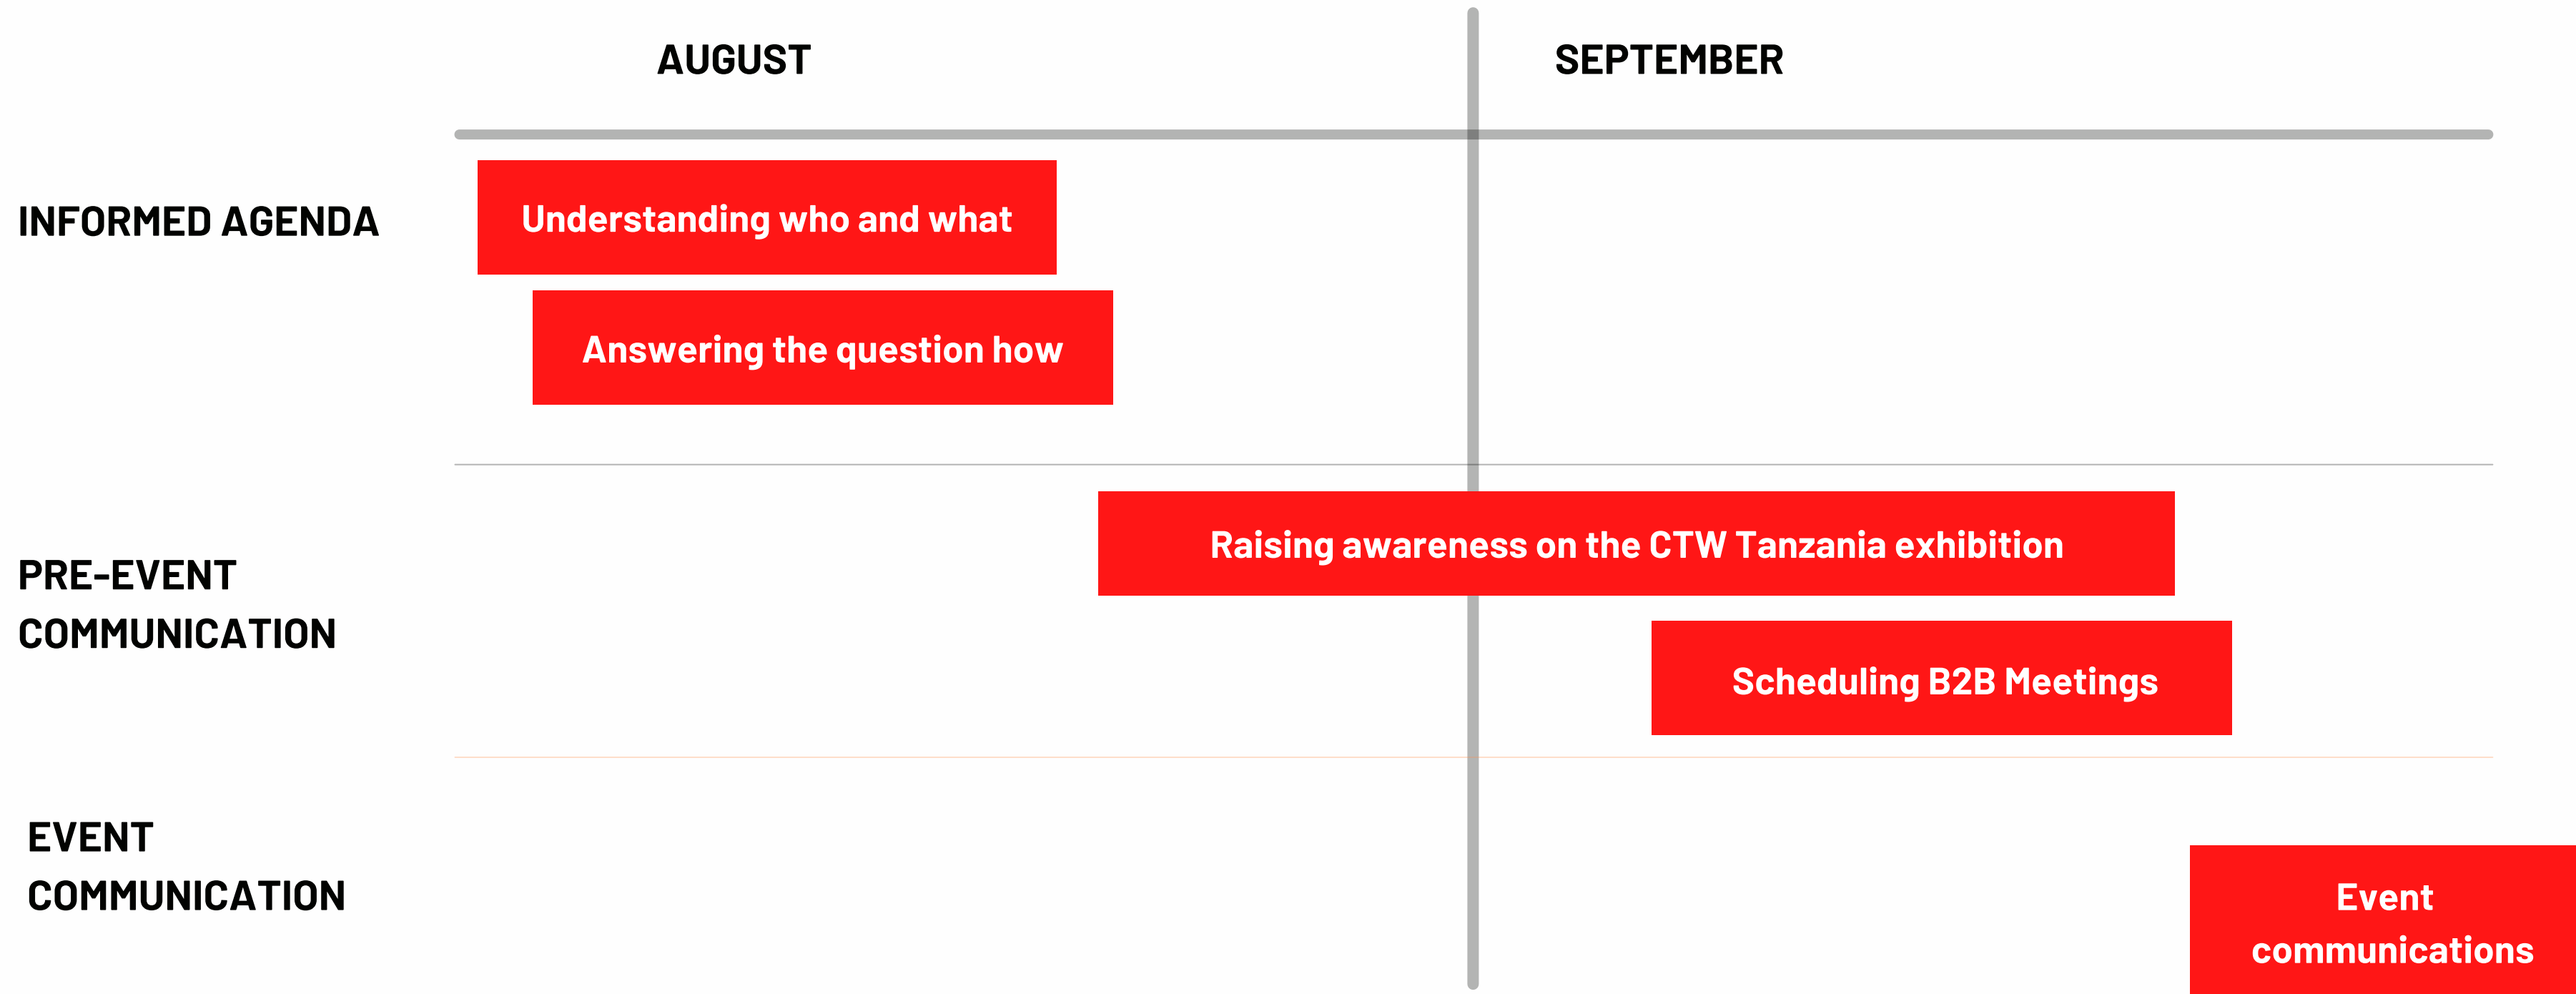 AUGUST
SEPTEMBER
INFORMED AGENDA
Understanding who and what
Answering the question how
PRE-EVENT
COMMUNICATION
Raising awareness on the CTW Tanzania exhibition
Scheduling B2B Meetings
EVENT
COMMUNICATION
Event
communications